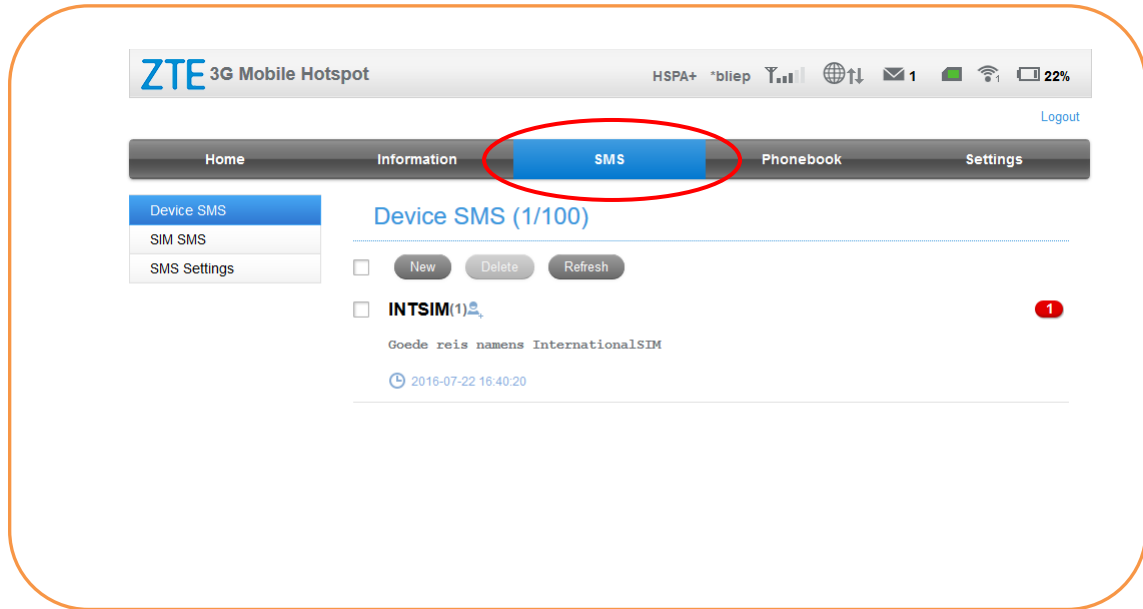 ZTE 3G Mobile Hotspot HSPA+ *bliep 1 1 22%
Logout
Home Information SMS Phonebook Settings
Device SMS
SIM SMS
SMS Settings
Device SMS (1/100)
New Delete Refresh
INTSIM(1) 1
Goede reis namens InternationalSIM
2016-07-22 16:40:20